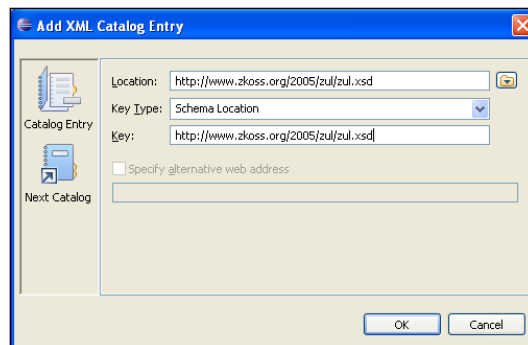 Add XML Catalog Entry
Catalog Entry
Next Catalog
Location: http://www.zkoss.org/2005/zul/zul.xsd
Key Type: Schema Location
Key: http://www.zkoss.org/2005/zul/zul.xsd
Specify alternative web address
OK Cancel